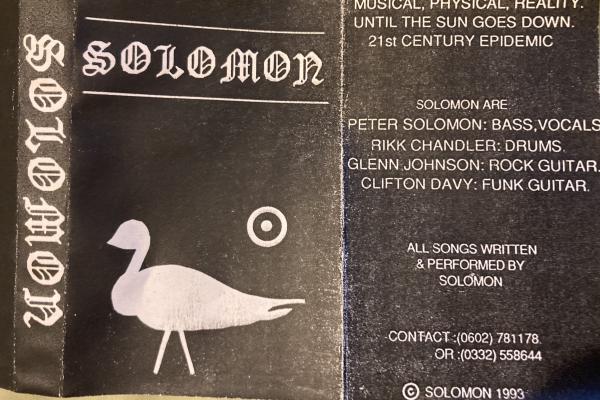 SOLOMON
SOLOMON
MUSICAL, PHYSICAL, REALITY.
UNTIL THE SUN GOES DOWN.
21st CENTURY EPIDEMIC
SOLOMON ARE
PETER SOLOMON: BASS,VOCALS
RIKK CHANDLER: DRUMS.
GLENN JOHNSON: ROCK GUITAR.
CLIFTON DAVY: FUNK GUITAR.
ALL SONGS WRITTEN
& PERFORMED BY
SOLOMON
CONTACT :(0602) 781178
OR :(0332) 558644
© SOLOMON 1993